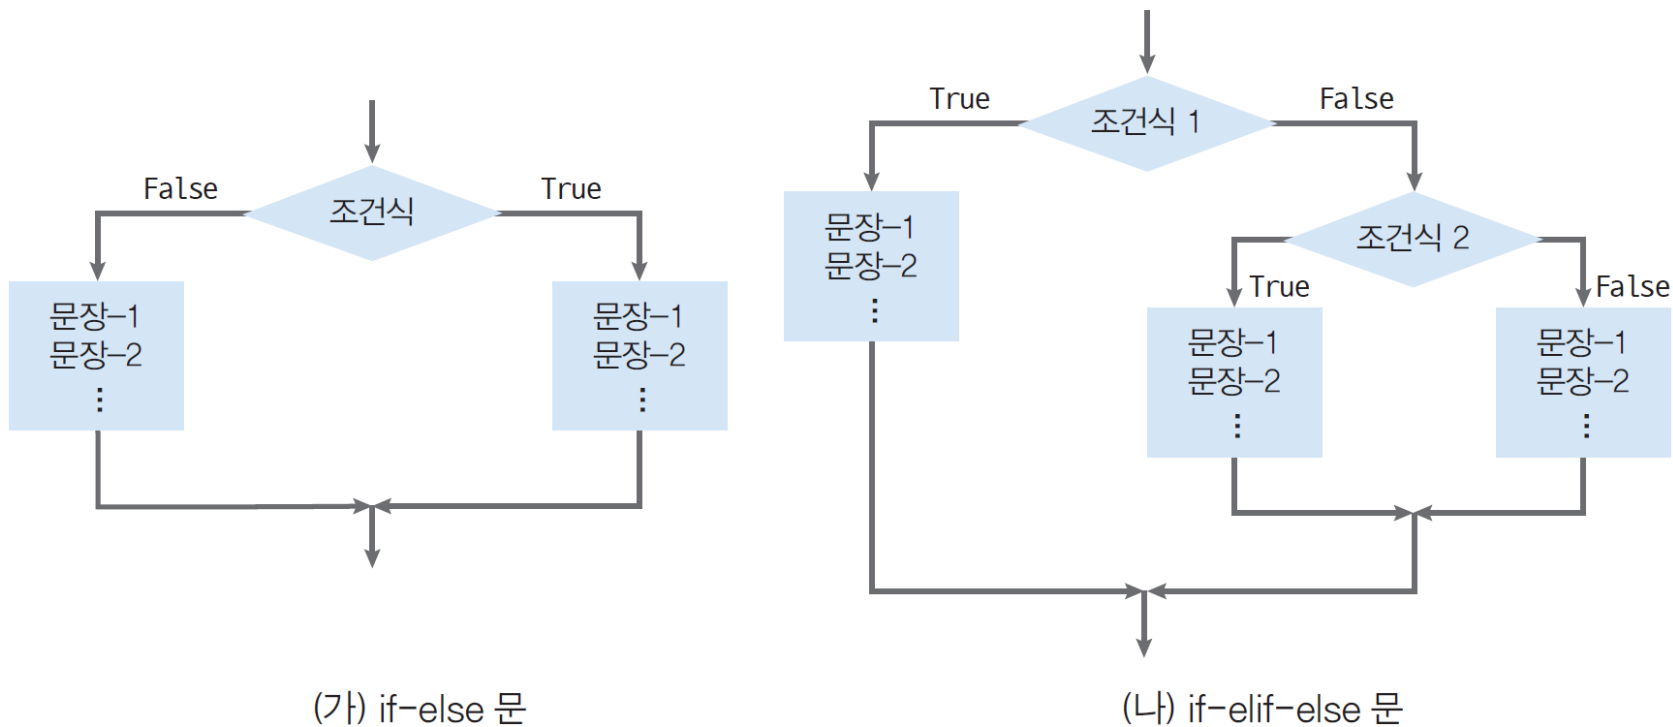 False
True
조건식
문장-1
문장-2
⋮
문장-1
문장-2
⋮
(가) if-else 문
True
False
조건식 1
문장-1
문장-2
⋮
조건식 2
True
False
문장-1
문장-2
⋮
문장-1
문장-2
⋮
(나) if-elif-else 문